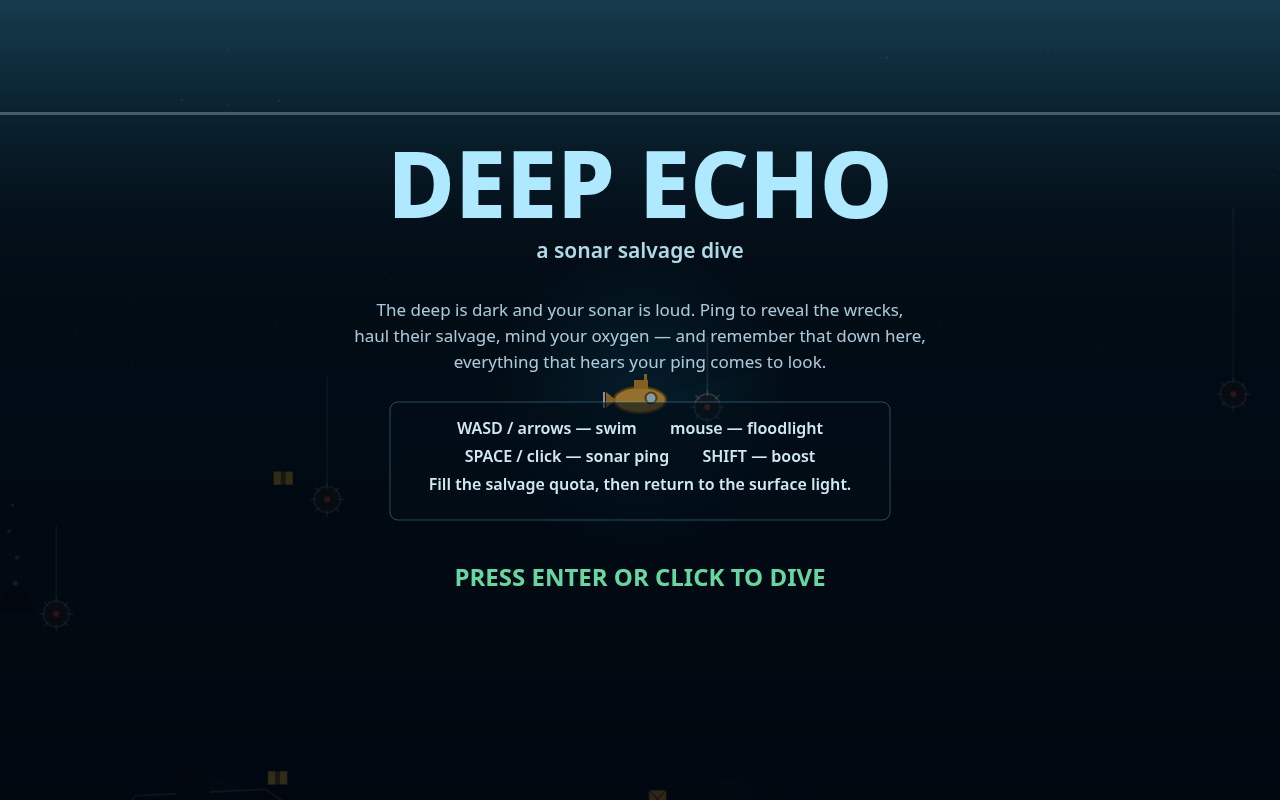 DEEP ECHO
a sonar salvage dive
The deep is dark and your sonar is loud. Ping to reveal the wrecks,
haul their salvage, mind your oxygen — and remember that down here,
everything that hears your ping comes to look.
WASD / arrows — swim mouse — floodlight
SPACE / click — sonar ping SHIFT — boost
Fill the salvage quota, then return to the surface light.
PRESS ENTER OR CLICK TO DIVE